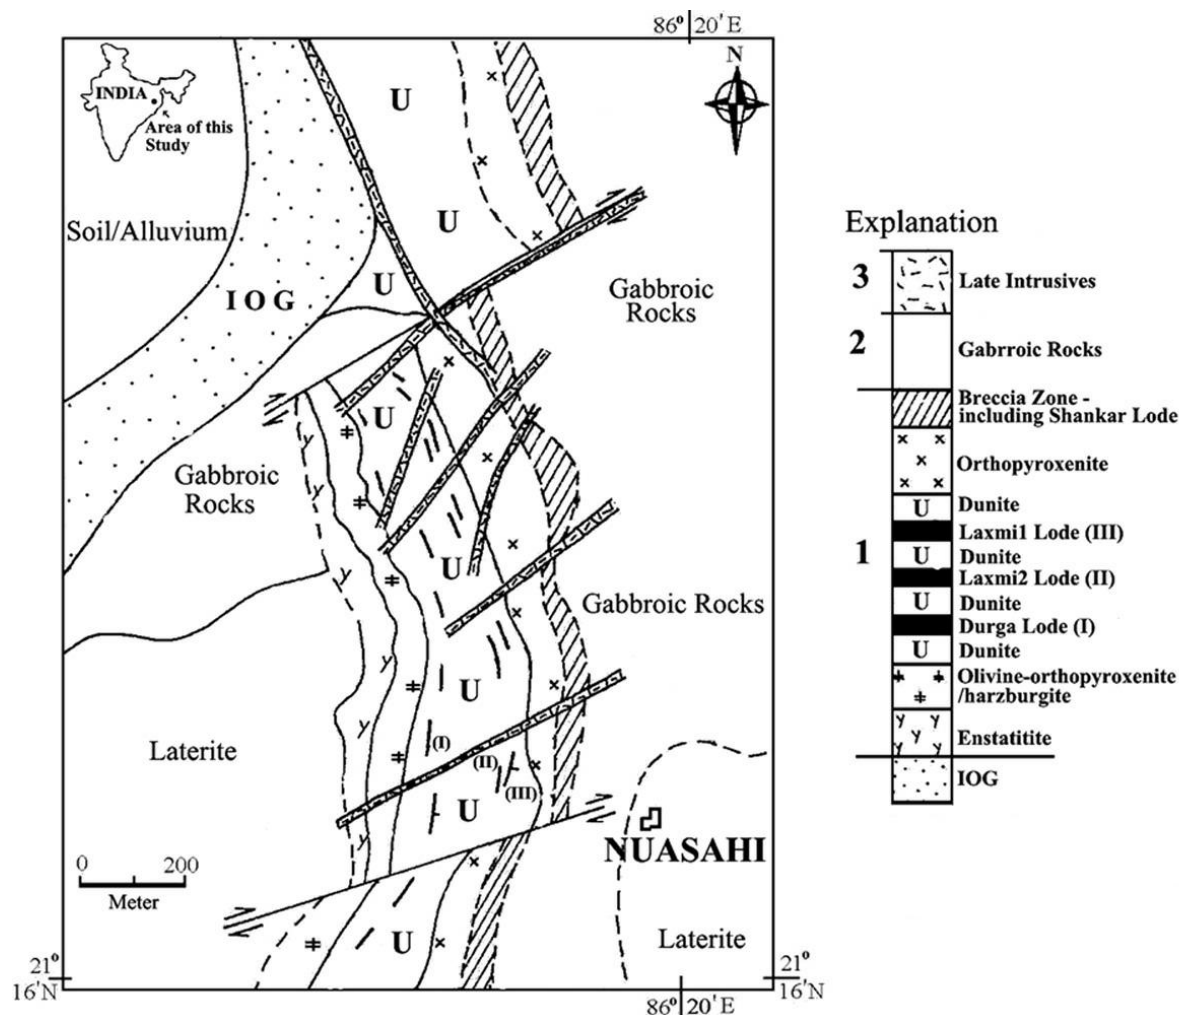 86° 20'E
N
INDIA
Area of this
Study
U
Soil/Alluvium
U
U
I O G
Gabbroic
Rocks
U
Gabbroic
Rocks
U
Gabbroic Rocks
U
Laterite
(I)
(II)
(III)
U
NUASAHI
0 200
Meter
U
Laterite
21°
16'N
86° 20'E
21°
16'N
Explanation
3 Late Intrusives
2 Gabrroic Rocks
Breccia Zone -
including Shankar Lode
Orthopyroxenite
U Dunite
Laxmi1 Lode (III)
1 U Dunite
Laxmi2 Lode (II)
U Dunite
Durga Lode (I)
U Dunite
Olivine-orthopyroxenite
/harzburgite
Enstatitite
IOG